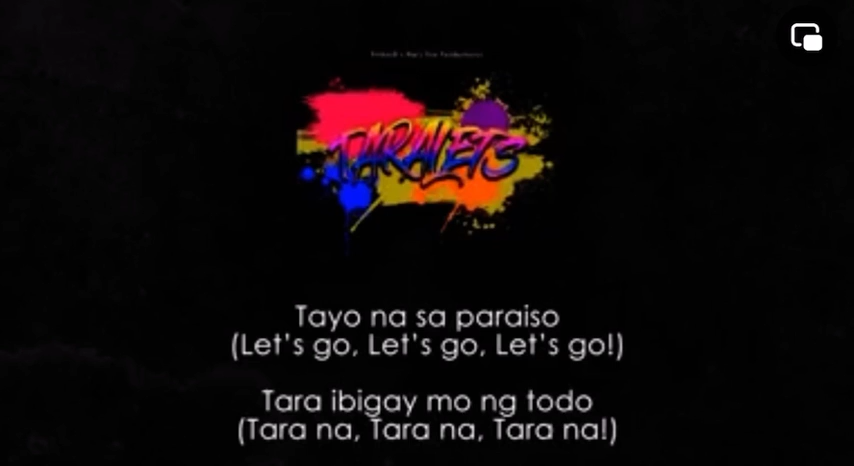 TARALETS
Tayo na sa paraiso
(Let's go, Let's go, Let's go!)
Tara ibigay mo ng todo
(Tara na, Tara na, Tara na!)